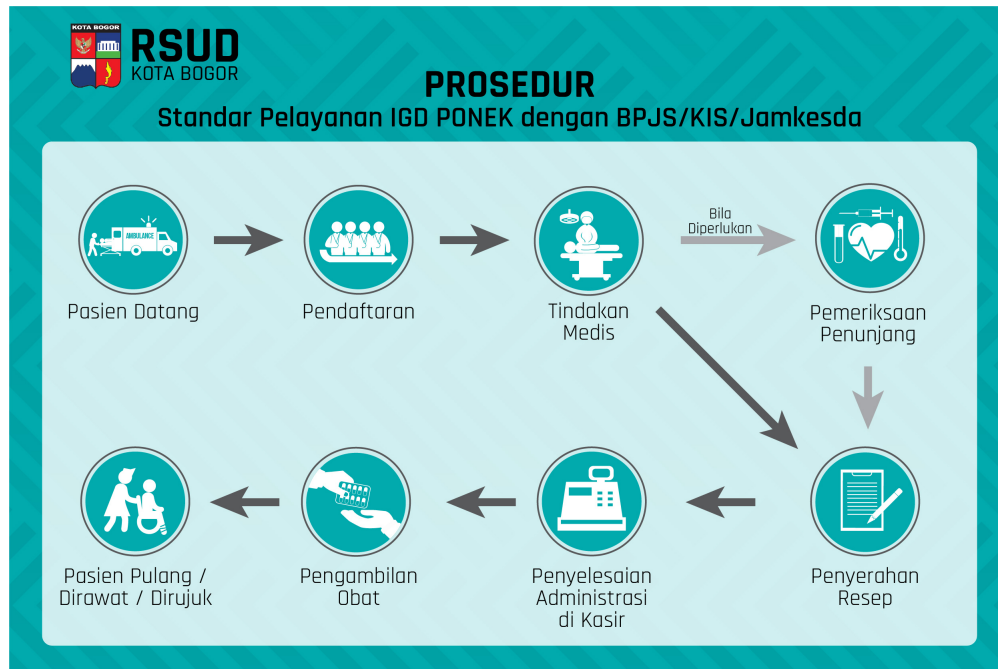 KOTA BOGOR
RSUD
KOTA BOGOR
PROSEDUR
Standar Pelayanan IGD PONEK dengan BPJS/KIS/Jamkesda
AMBULANCE
Pasien Datang
Pendaftaran
Tindakan
Medis
Bila
Diperlukan
Pemeriksaan
Penunjang
Penyerahan
Resep
Penyelesaian
Administrasi
di Kasir
Pengambilan
Obat
Pasien Pulang /
Dirawat / Dirujuk